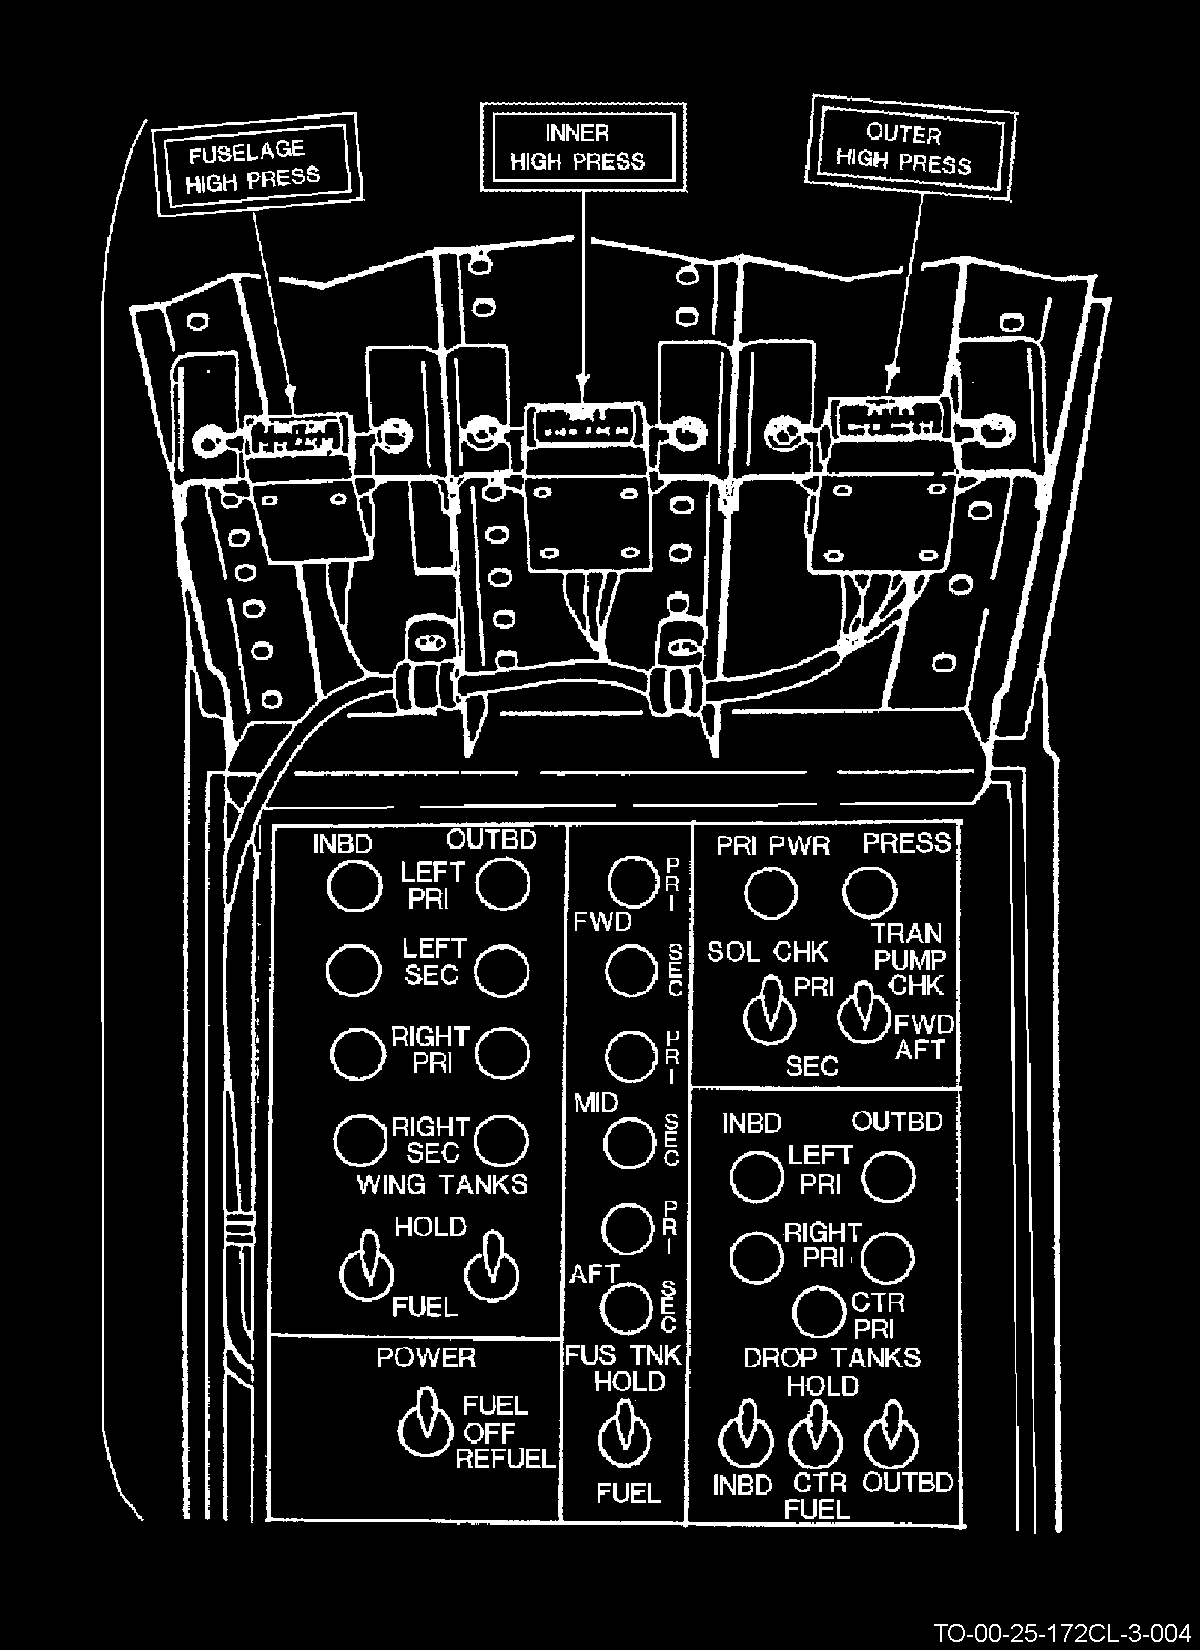 FUSELAGE
HIGH PRESS
INNER
HIGH PRESS
OUTER
HIGH PRESS
INBD OUTBD
LEFT
PRI
LEFT
SEC
RIGHT
PRI
RIGHT
SEC
WING TANKS
HOLD
FUEL
POWER
FUEL
OFF
REFUEL
PRI
FWD
SEC
PRI
MID
SEC
PRI
AFT
SEC
FUS TNK
HOLD
FUEL
PRI PWR PRESS
SOL CHK
TRAN
PUMP
CHK
PRI
FWD
AFT
SEC
INBD OUTBD
LEFT
PRI
RIGHT
PRI
CTR
PRI
DROP TANKS
HOLD
INBD CTR OUTBD
FUEL
TO-00-25-172CL-3-004